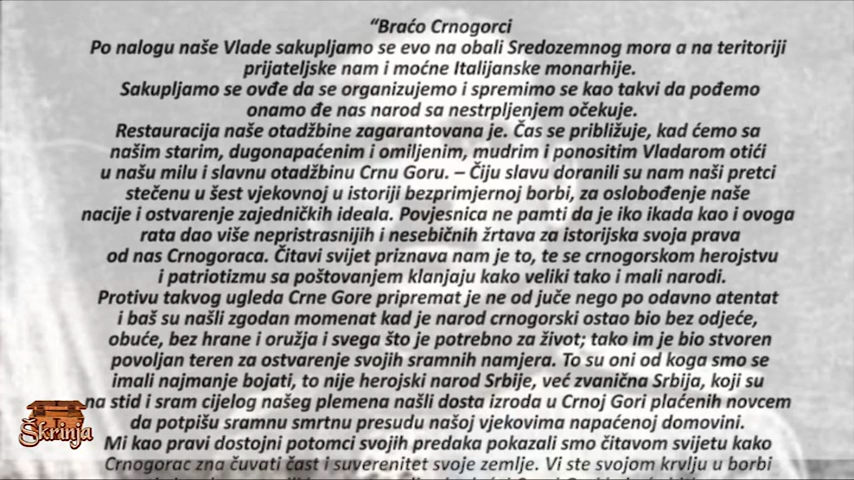 “Braćo Crnogorci
Po nalogu naše Vlade sakupljamo se evo na obali Sredozemnog mora a na teritoriji
prijateljske nam i moćne Italijanske monarhije.
Sakupljamo se ovđe da se organizujemo i spremimo se kao takvi da pođemo
onamo đe nas narod sa nestrpljenjem očekuje.
Restauracija naše otadžbine zagarantovana je. Čas se približuje, kad ćemo sa
našim starim, dugonapaćenim i omiljenim, mudrim i ponositim Vladarom otići
u našu milu i slavnu otadžbinu Crnu Goru. – Čiju slavu doranili su nam naši pretci
stečenu u šest vjekovnoj u istoriji bezprimjernoj borbi, za oslobođenje naše
nacije i ostvarenje zajedničkih ideala. Povjesnica ne pamti da je iko ikada kao i ovoga
rata dao više nepristrasnijih i nesebičnih žrtava za istorijska svoja prava
od nas Crnogoraca. Čitavi svijet priznava nam je to, te se crnogorskom herojstvu
i patriotizmu sa poštovanjem klanjaju kako veliki tako i mali narodi.
Protivu takvog ugleda Crne Gore pripremat je ne od juče nego po odavno atentat
i baš su našli zgodan momenat kad je narod crnogorski ostao bio bez odjeće,
obuće, bez hrane i oružja i svega što je potrebno za život; tako im je bio stvoren
povoljan teren za ostvarenje svojih sramnih namjera. To su oni od koga smo se
imali najmanje bojati, to nije herojski narod Srbije, već zvanična Srbija, koji su
na stid i sram cijelog našeg plemena našli dosta izroda u Crnoj Gori plaćenih novcem
da potpišu sramnu smrtnu presudu našoj vjekovima napaćenoj domovini.
Mi kao pravi dostojni potomci svojih predaka pokazali smo čitavom svijetu kako
Crnogorac zna čuvati čast i suverenitet svoje zemlje. Vi ste svojom krvlju u borbi
Škrinja